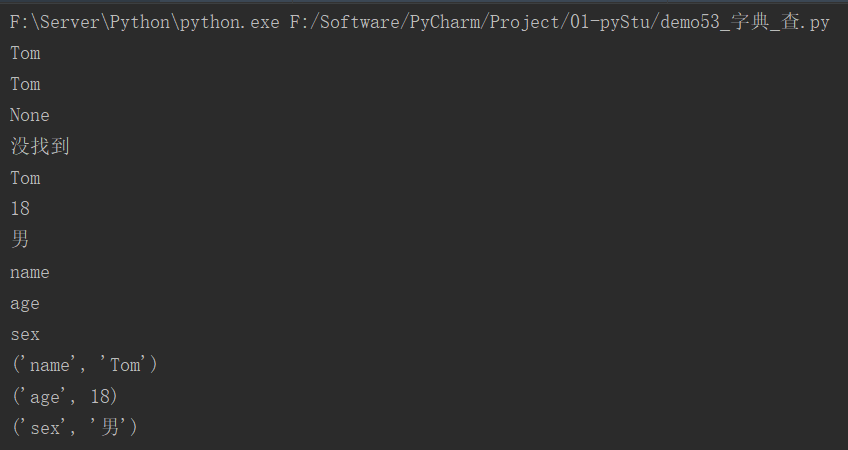 F:\Server\Python\python.exe F:/Software/PyCharm/Project/01-pyStu/demo53_字典_查.py
Tom
Tom
None
没找到
Tom
18
男
name
age
sex
('name', 'Tom')
('age', 18)
('sex', '男')